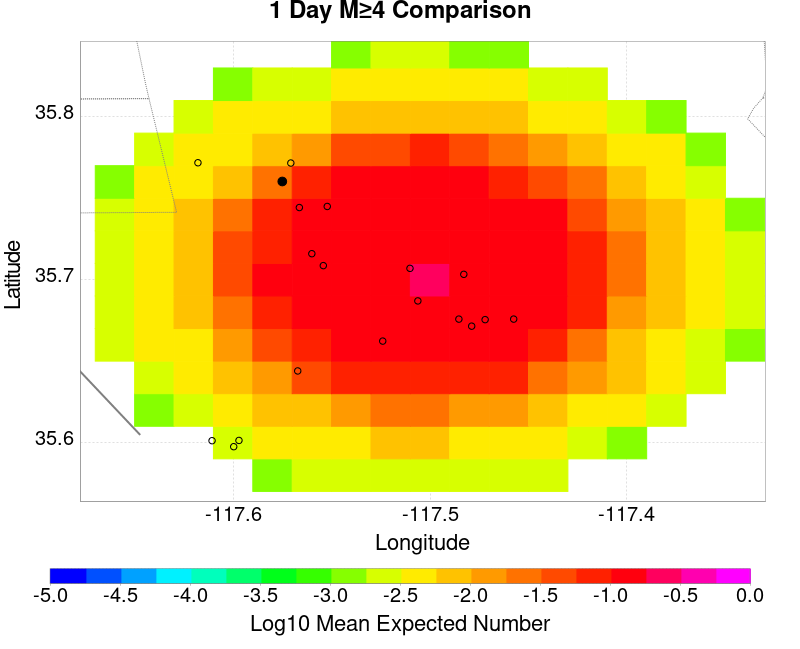 1 Day M≥4 Comparison
35.8
35.7
35.6
Latitude
-117.6 -117.5 -117.4
Longitude
-5.0 -4.5 -4.0 -3.5 -3.0 -2.5 -2.0 -1.5 -1.0 -0.5 0.0
Log10 Mean Expected Number